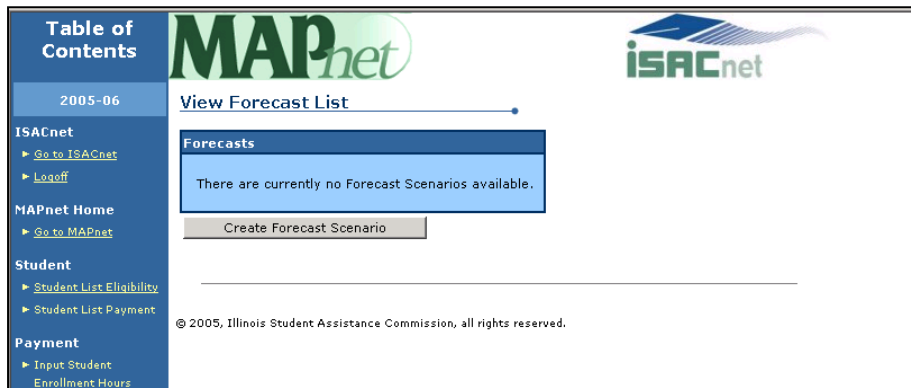 Table of
Contents
2005-06
ISACnet
Go to ISACnet
Logoff
MAPnet Home
Go to MAPnet
Student
Student List Eligibility
Student List Payment
Payment
Input Student
Enrollment Hours
MAPnet
iSACnet
View Forecast List
Forecasts
There are currently no Forecast Scenarios available.
Create Forecast Scenario
© 2005, Illinois Student Assistance Commission, all rights reserved.